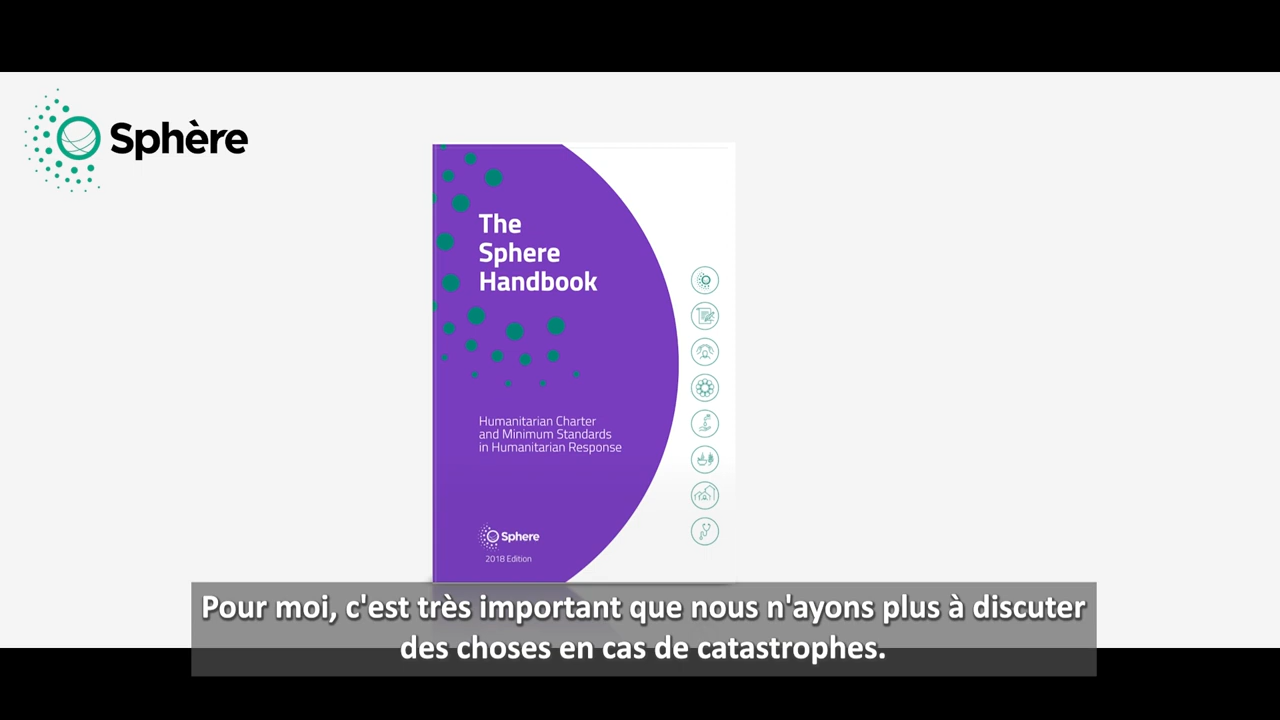 Sphère
The
Sphere
Handbook
Humanitarian Charter
and Minimum Standards
in Humanitarian Response
Sphere
2018 Edition
Pour moi, c'est très important que nous n'ayons plus à discuter
des choses en cas de catastrophes.